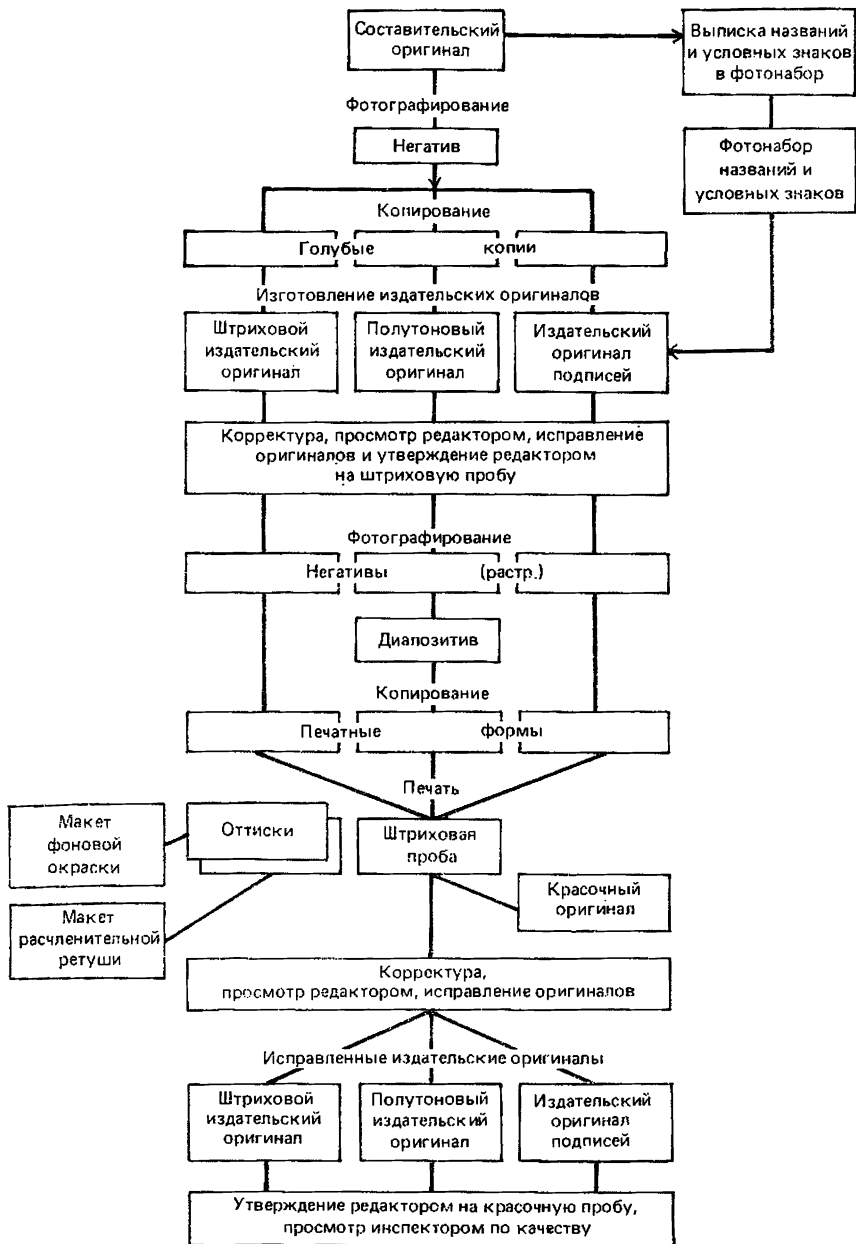 Составительский
оригинал
Выписка названий
и условных знаков
в фотонабор
Фотографирование
Негатив
Фотонабор
названий и
условных знаков
Копирование
Голубые копии
Изготовление издательских оригиналов
Штриховой
издательский
оригинал
Полутоновый
издательский
оригинал
Издательский
оригинал
подписей
Корректура, просмотр редактором, исправление
оригиналов и утверждение редактором
на штриховую пробу
Фотографирование
Негативы (растр.)
Диапозитив
Копирование
Печатные формы
Печать
Макет
фоновой
окраски
Оттиски
Штриховая
проба
Красочный
оригинал
Макет
расчленительной
ретуши
Корректура,
просмотр редактором, исправление оригиналов
Исправленные издательские оригиналы
Штриховой
издательский
оригинал
Полутоновый
издательский
оригинал
Издательский
оригинал
подписей
Утверждение редактором на красочную пробу,
просмотр инспектором по качеству